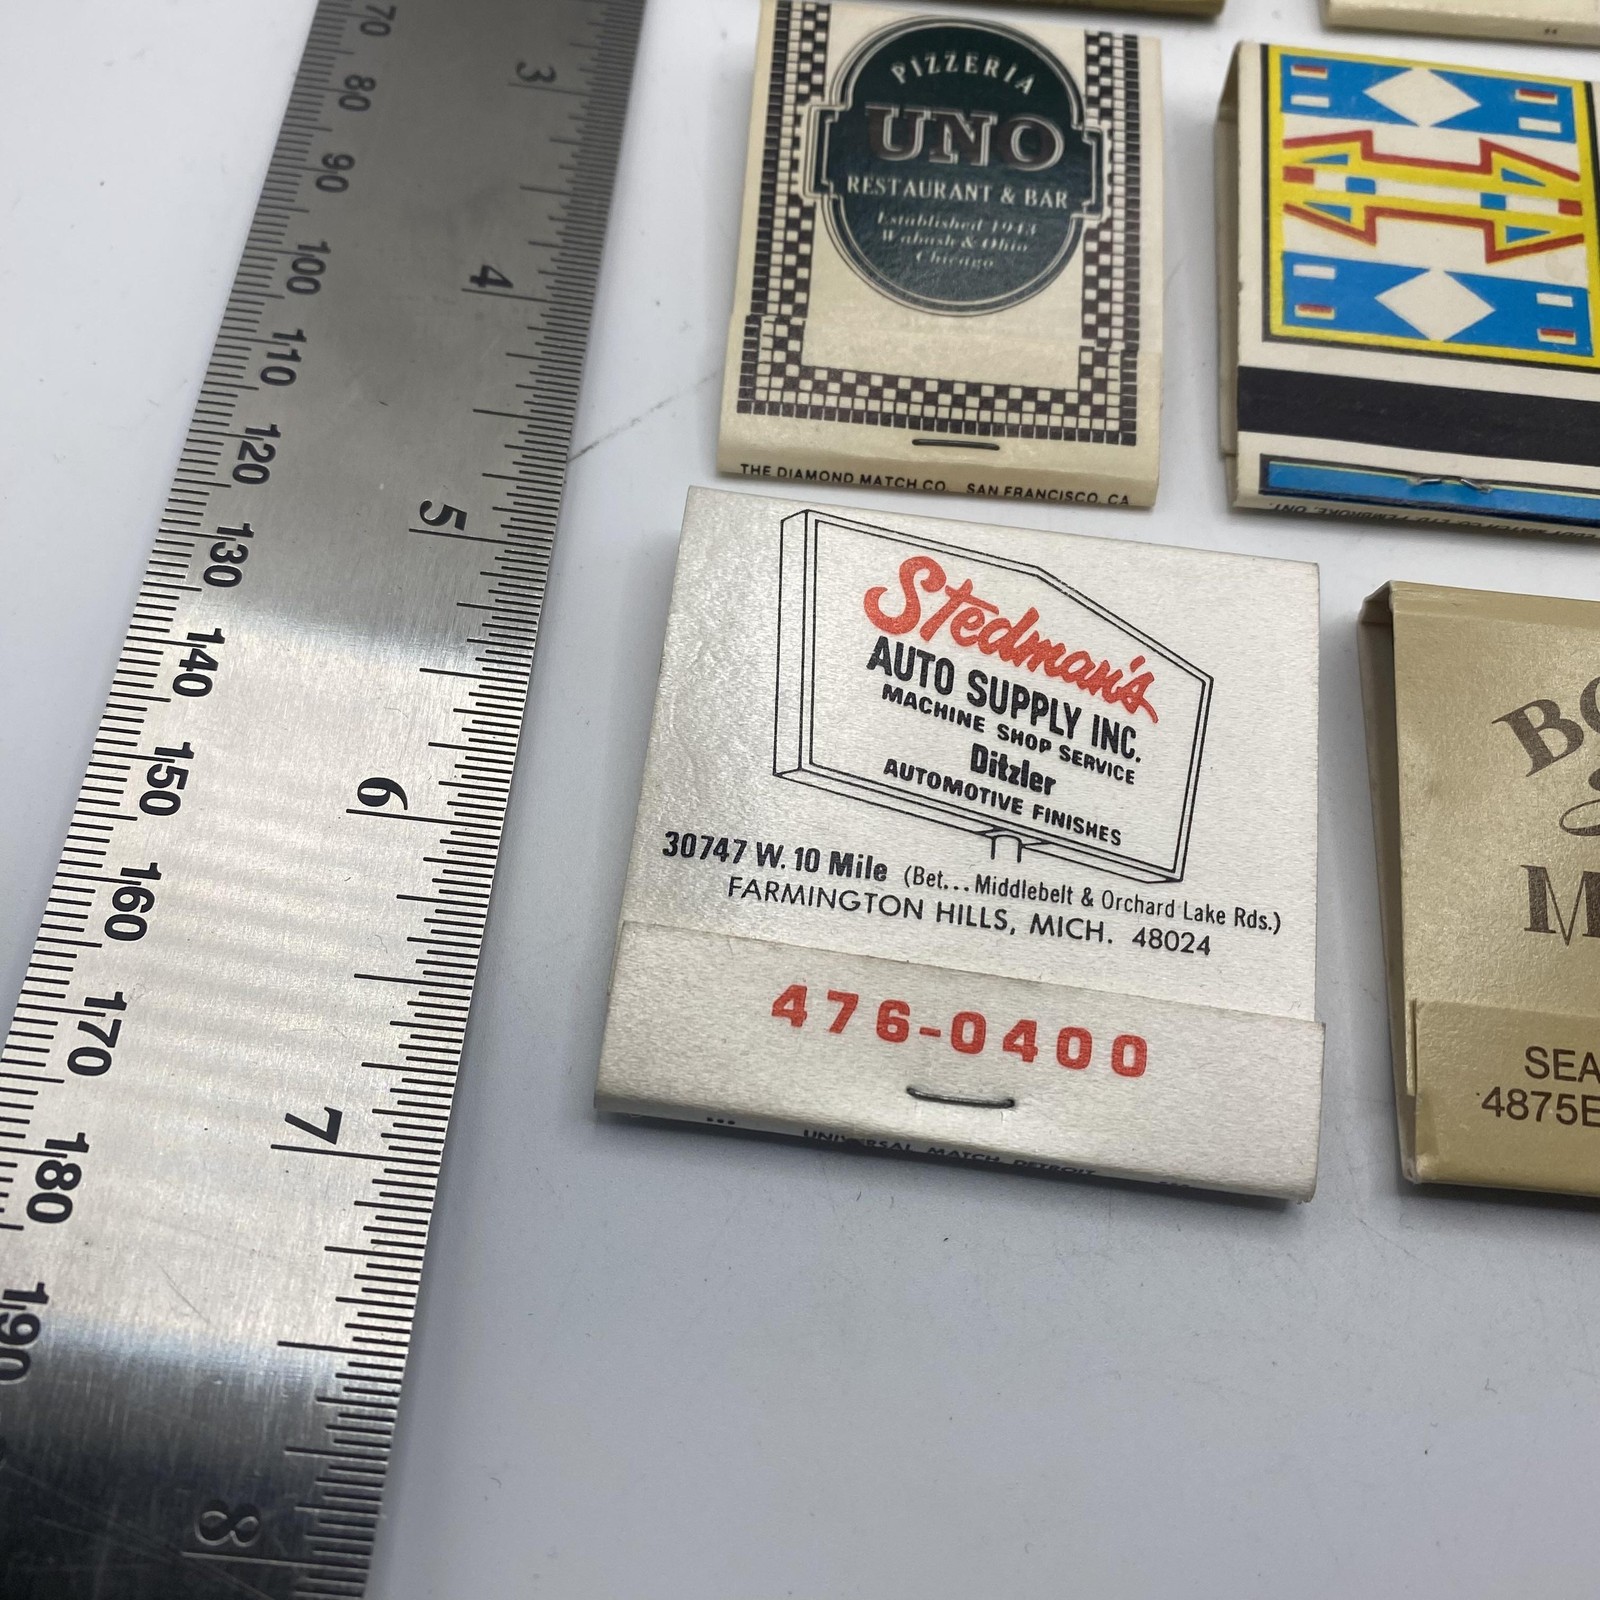 70
80
90
100
110
120
130
140
150
160
170
180
190
3
4
5
6
7
8
PIZZERIA
UNO
RESTAURANT & BAR
Established 1943
Wabash & Ohio
Chicago
THE DIAMOND MATCH CO. SAN FRANCISCO, CA
Stedman's
AUTO SUPPLY INC.
MACHINE SHOP SERVICE
Ditzler
AUTOMOTIVE FINISHES
30747 W. 10 Mile (Bet... Middlebelt & Orchard Lake Rds.)
FARMINGTON HILLS, MICH. 48024
476-0400
UNIVERSAL MATCH, DETROIT
PEMBROKE, ONT.
SEA
4875E